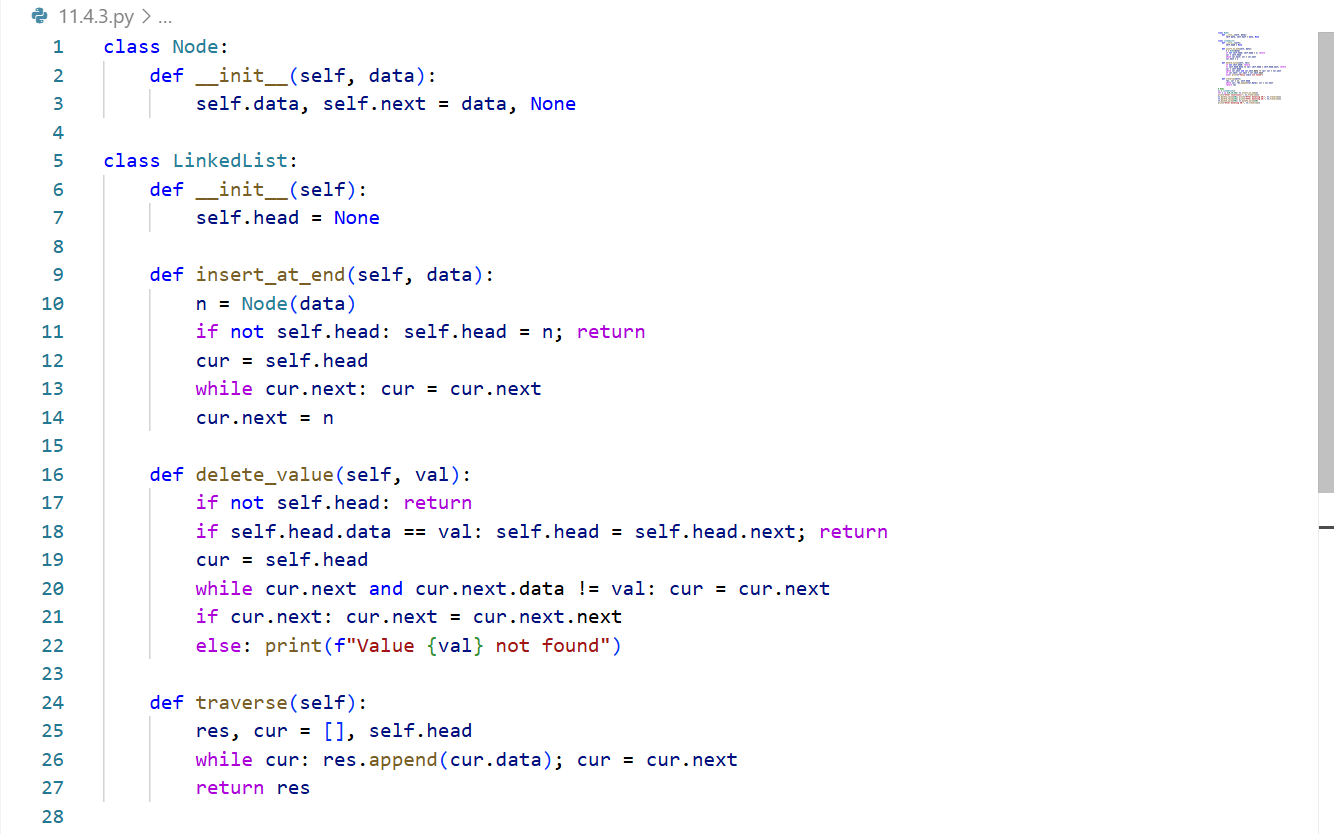 11.4.3.py > ...
1 class Node:
2     def __init__(self, data):
3         self.data, self.next = data, None
4
5 class LinkedList:
6     def __init__(self):
7         self.head = None
8
9     def insert_at_end(self, data):
10         n = Node(data)
11         if not self.head: self.head = n; return
12         cur = self.head
13         while cur.next: cur = cur.next
14         cur.next = n
15
16     def delete_value(self, val):
17         if not self.head: return
18         if self.head.data == val: self.head = self.head.next; return
19         cur = self.head
20         while cur.next and cur.next.data != val: cur = cur.next
21         if cur.next: cur.next = cur.next.next
22         else: print(f"Value {val} not found")
23
24     def traverse(self):
25         res, cur = [], self.head
26         while cur: res.append(cur.data); cur = cur.next
27         return res
28